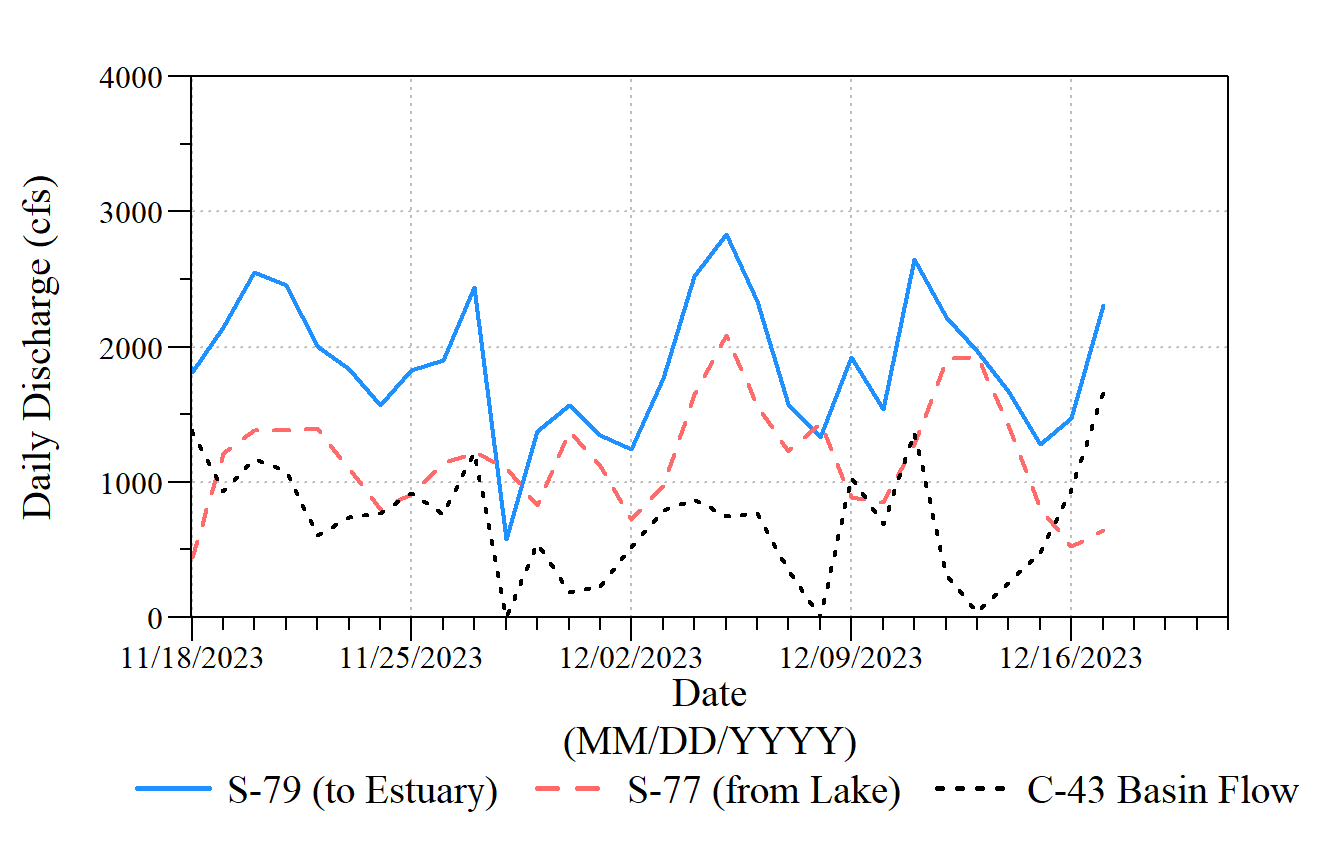 4000
3000
2000
1000
0
Daily Discharge (cfs)
11/18/2023 11/25/2023 12/02/2023 12/09/2023 12/16/2023
Date
(MM/DD/YYYY)
S-79 (to Estuary) S-77 (from Lake) C-43 Basin Flow